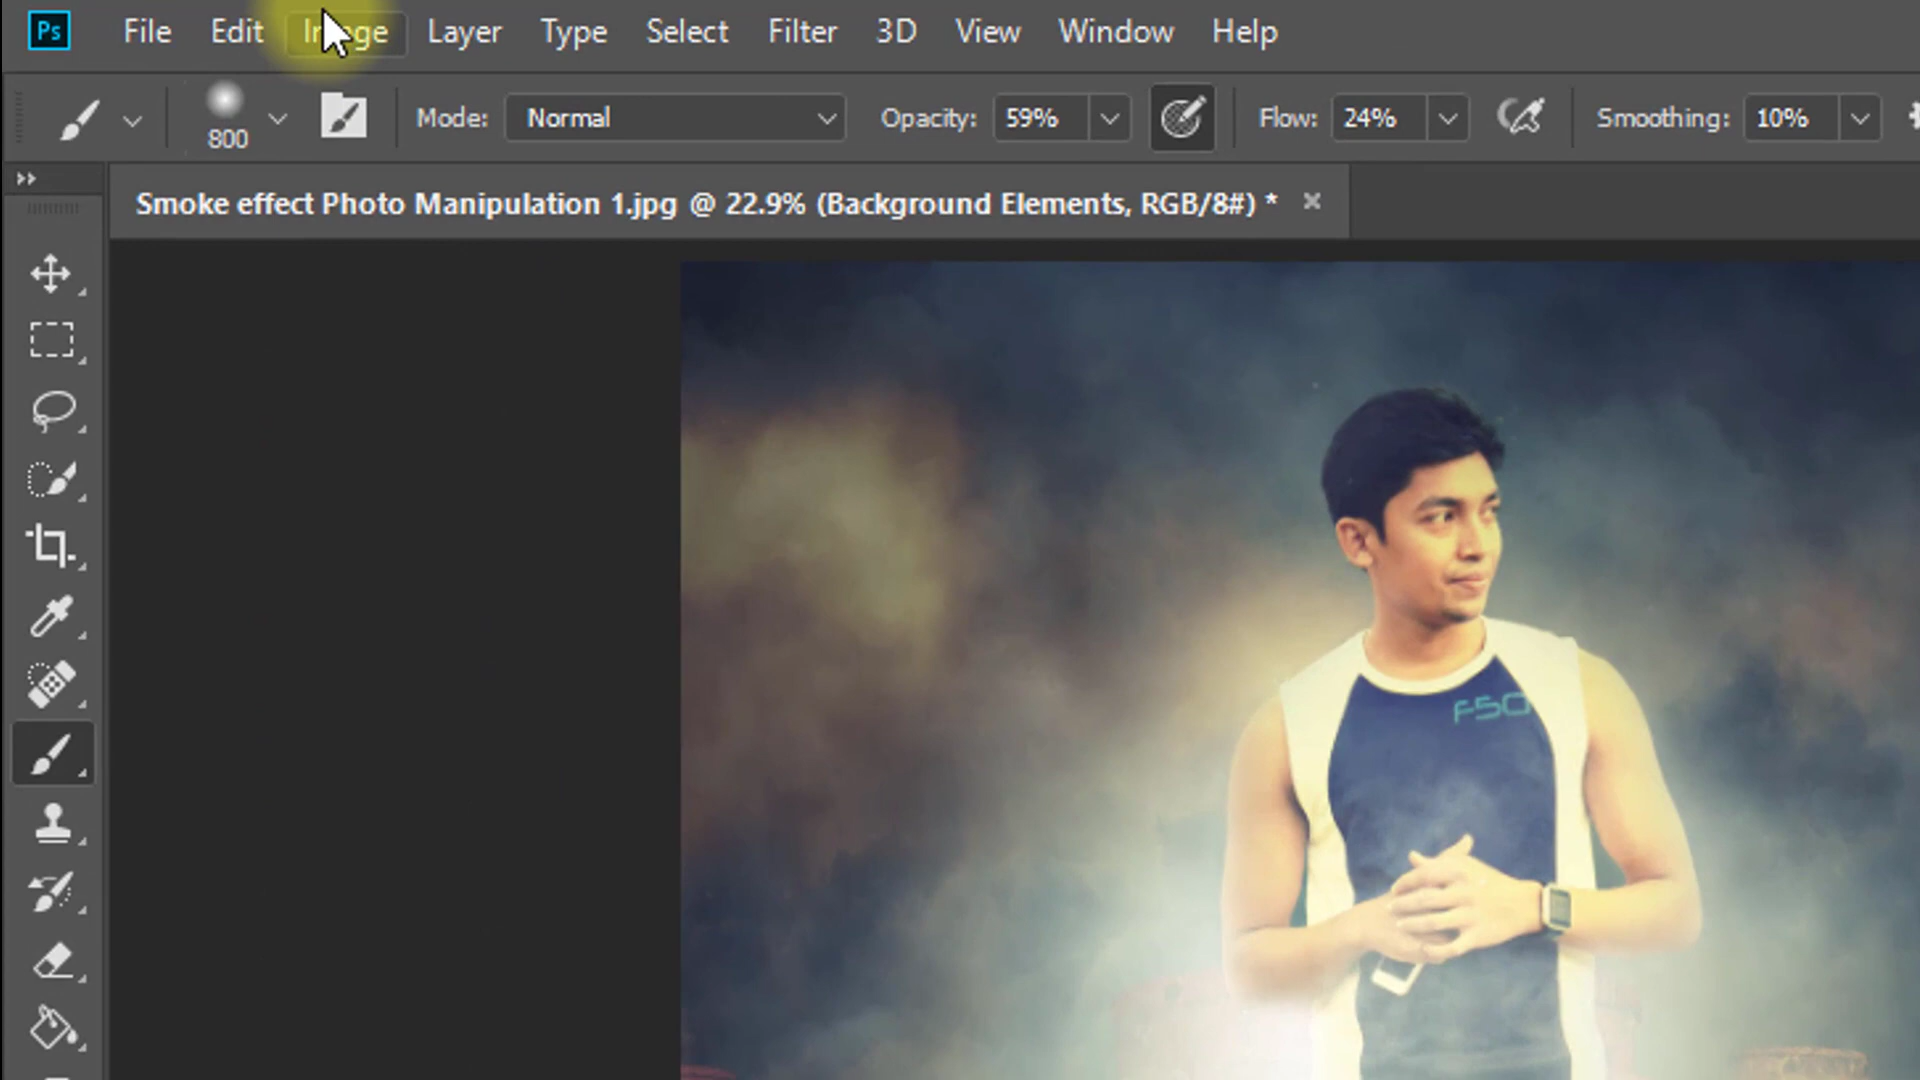 Ps File Edit Image Layer Type Select Filter 3D View Window Help
800 Mode: Normal Opacity: 59% Flow: 24% Smoothing: 10%
Smoke effect Photo Manipulation 1.jpg @ 22.9% (Background Elements, RGB/8#) *
F50